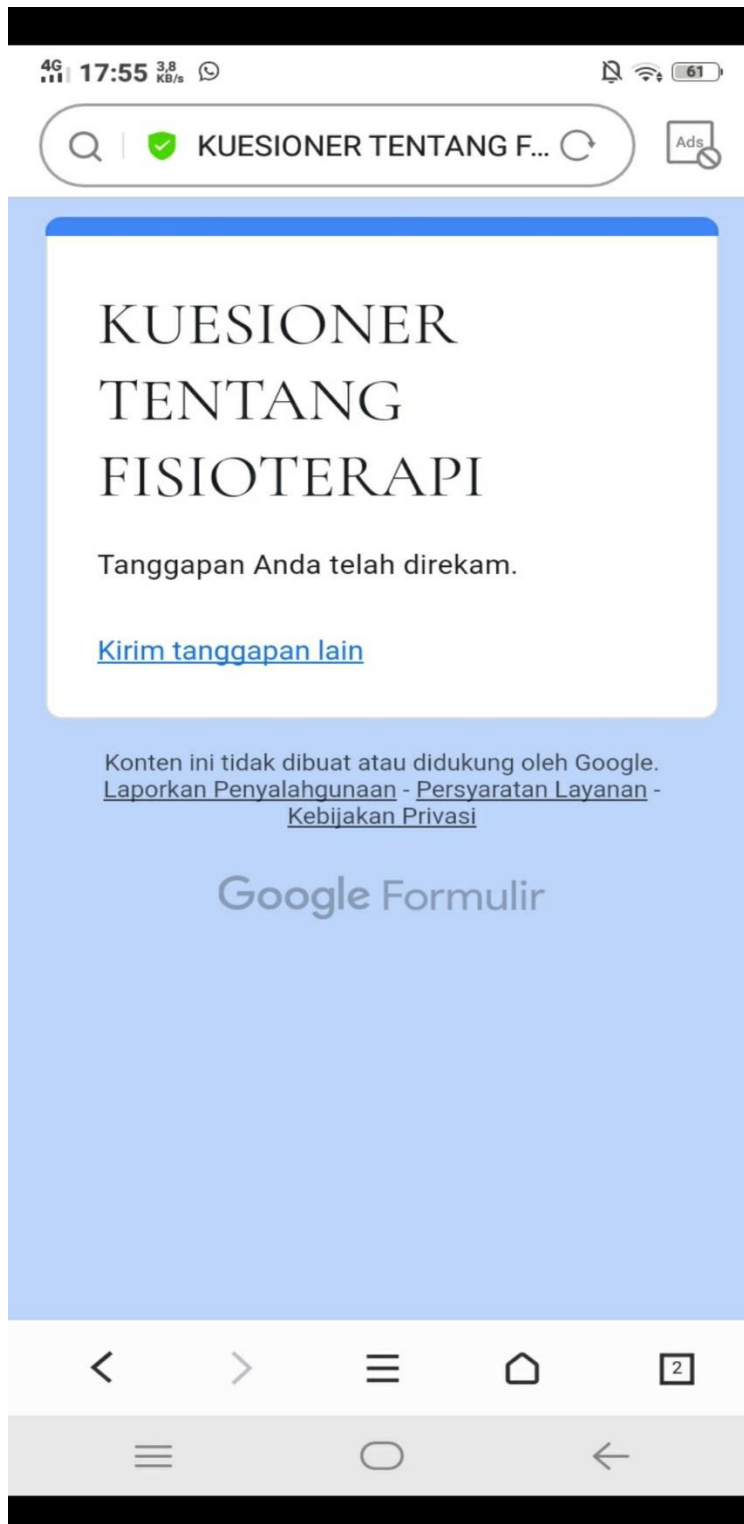 4G 17:55 3,8 KB/s 61
KUESIONER TENTANG F... Ads
KUESIONER
TENTANG
FISIOTERAPI
Tanggapan Anda telah direkam.
Kirim tanggapan lain
Konten ini tidak dibuat atau didukung oleh Google.
Laporkan Penyalahgunaan - Persyaratan Layanan -
Kebijakan Privasi
Google Formulir
2